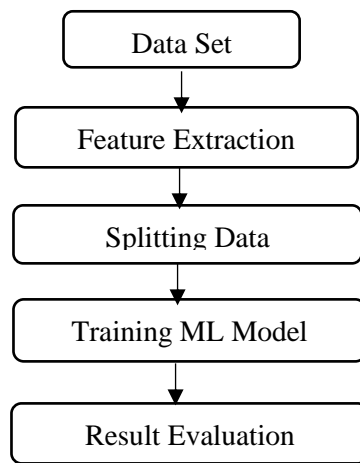 Data Set
Feature Extraction
Splitting Data
Training ML Model
Result Evaluation